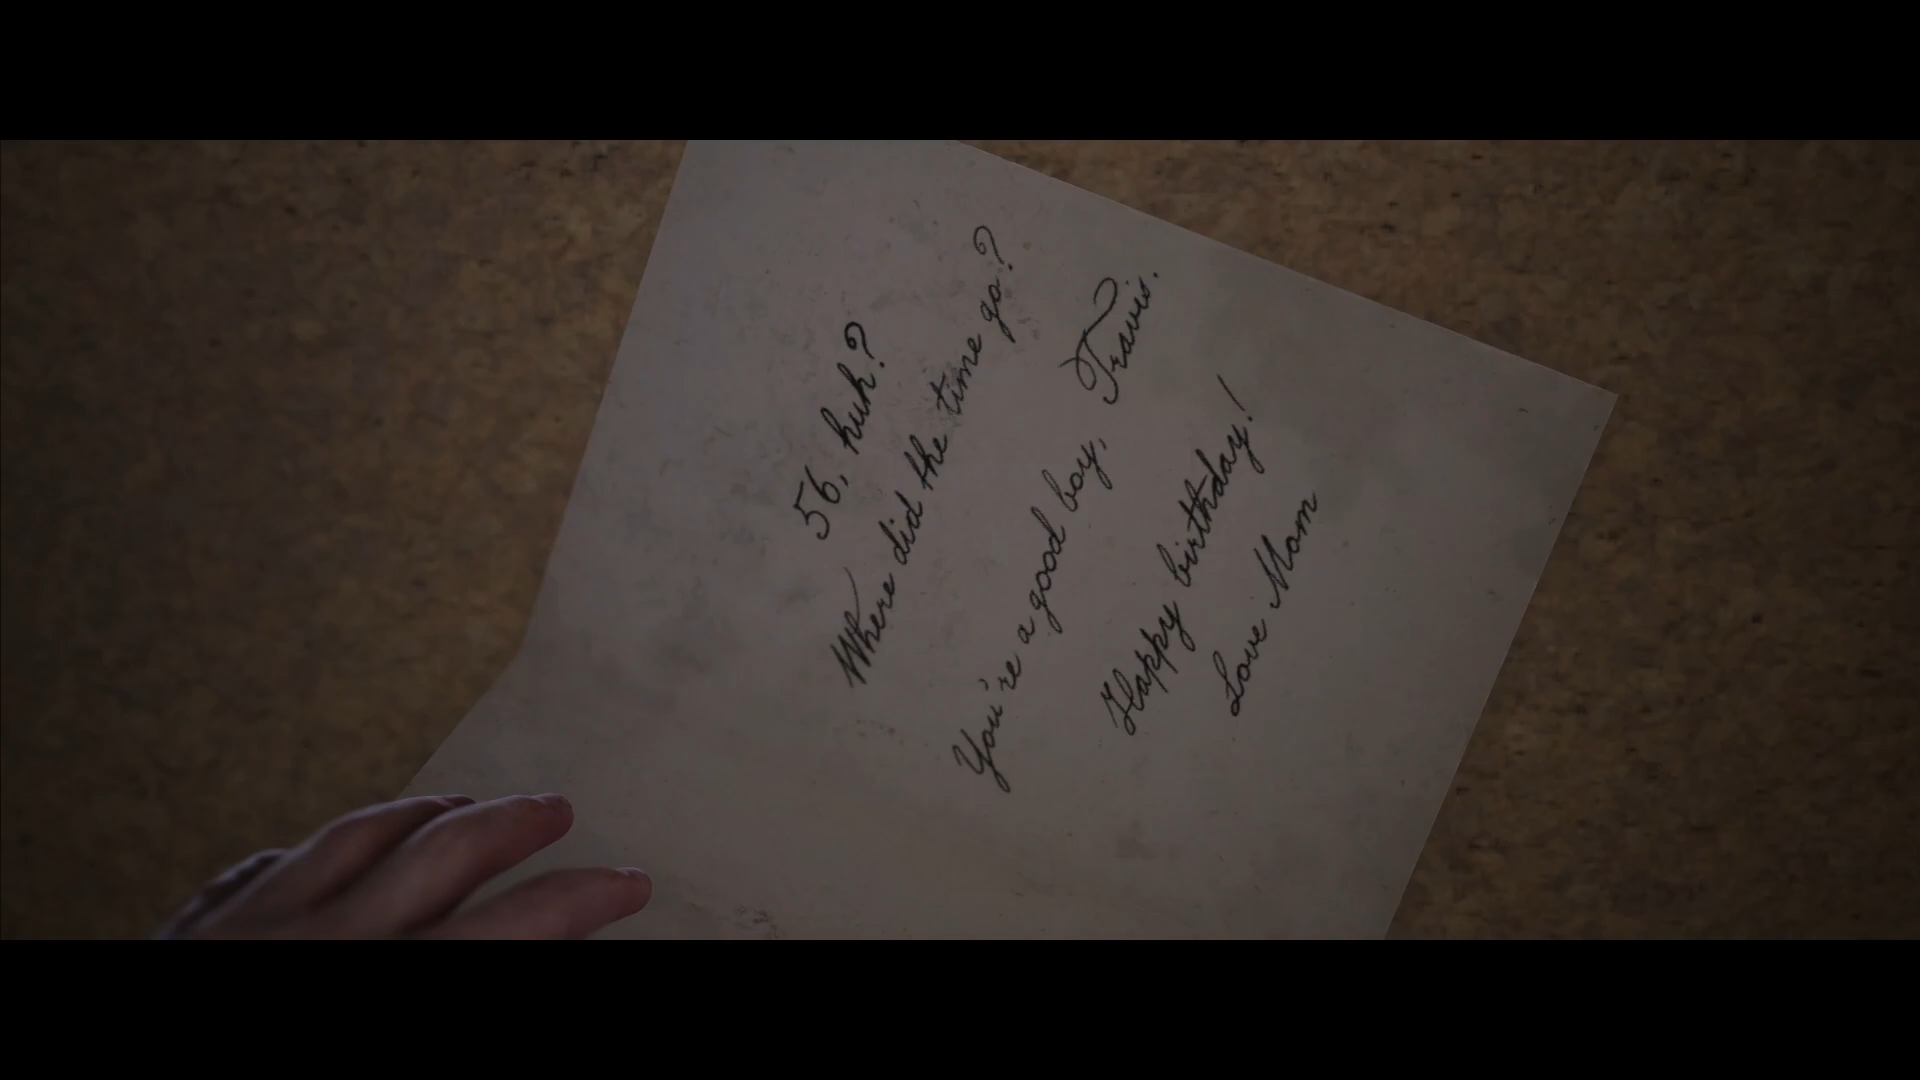 56, huh?
Where did the time go?
You're a good boy, Travis.
Happy birthday!
Love Mom